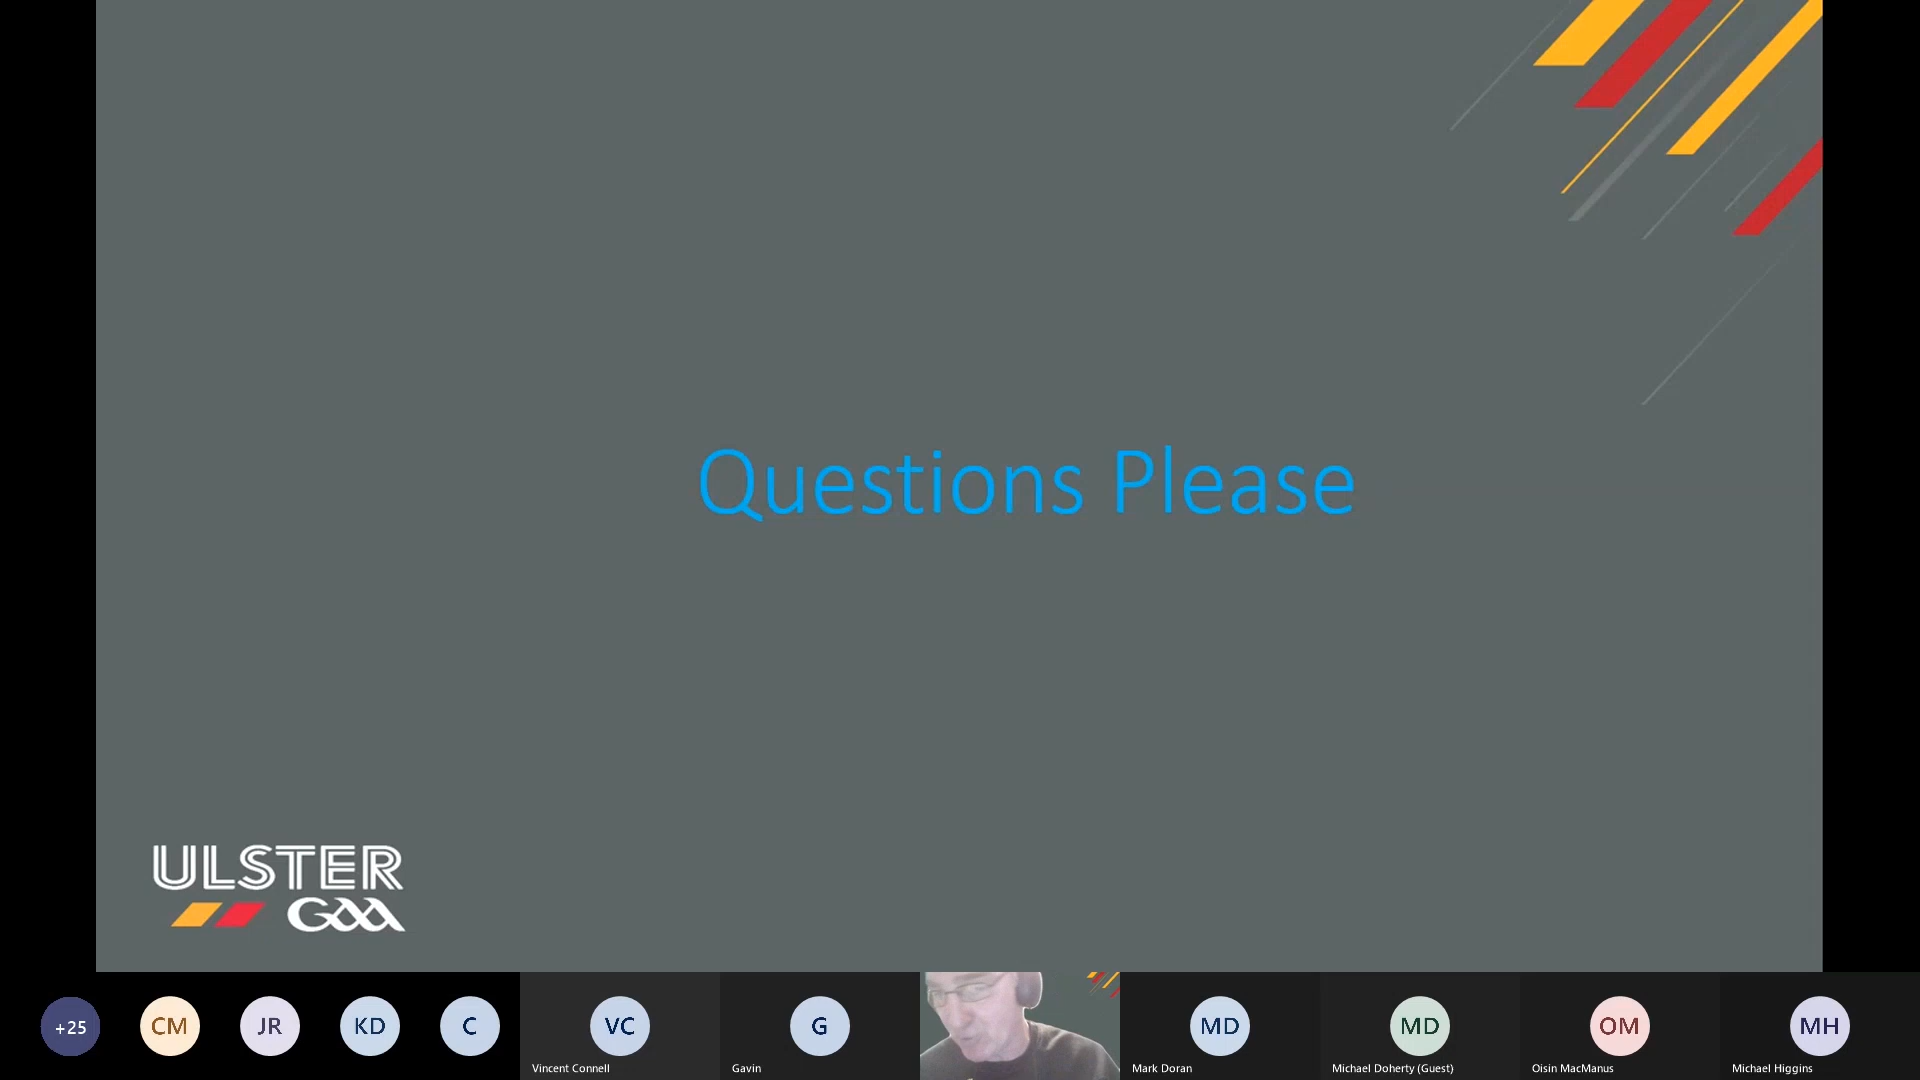 Questions Please
ULSTER
GAA
+25
CM
JR
KD
C
VC
G
MD
MD
OM
MH
Vincent Connell
Gavin
Mark Doran
Michael Doherty (Guest)
Oisin MacManus
Michael Higgins